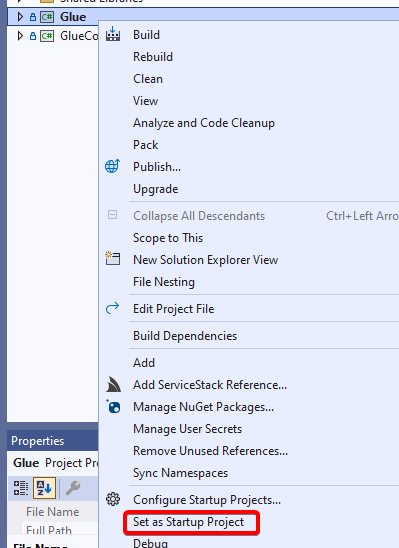 Shared Libraries
Glue
GlueCo
Build
Rebuild
Clean
View
Analyze and Code Cleanup
Pack
Publish...
Upgrade
Collapse All Descendants Ctrl+Left Arro
Scope to This
New Solution Explorer View
File Nesting
Edit Project File
Build Dependencies
Add
Add ServiceStack Reference...
Manage NuGet Packages...
Manage User Secrets
Remove Unused References...
Sync Namespaces
Configure Startup Projects...
Set as Startup Project
Debug
Properties
Glue Project Pr
File Name
Full Path
File Name